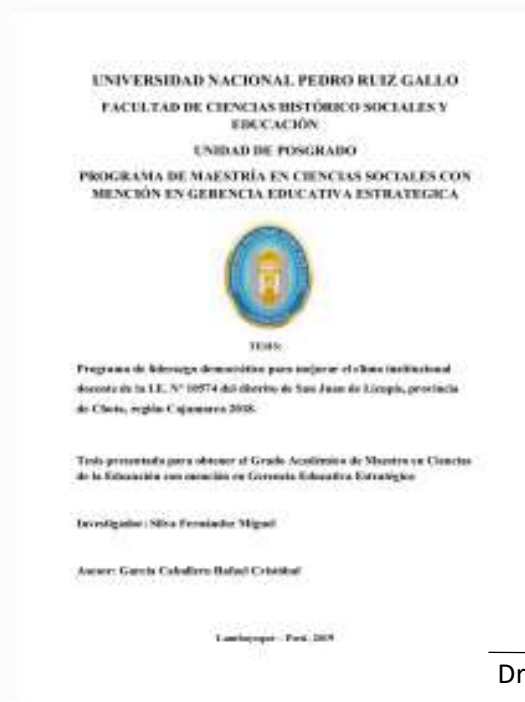 UNIVERSIDAD NACIONAL PEDRO RUIZ GALLO
FACULTAD DE CIENCIAS HISTÓRICO SOCIALES Y
EDUCACIÓN
UNIDAD DE POSGRADO
PROGRAMA DE MAESTRÍA EN CIENCIAS SOCIALES CON
MENCIÓN EN GERENCIA EDUCATIVA ESTRATEGICA
TESIS:
Programa de liderazgo democrático para mejorar el clima institucional
docente de la I.E. N° 10574 del distrito de San Juan de Licupis, provincia
de Chota, región Cajamarca 2018.
Tesis presentada para obtener el Grado Académico de Maestro en Ciencias
de la Educación con mención en Gerencia Educativa Estratégica
Investigador: Silva Fernández Miguel
Asesor: García Caballero Rafael Cristóbal
Lambayeque - Perú, 2019
Dr